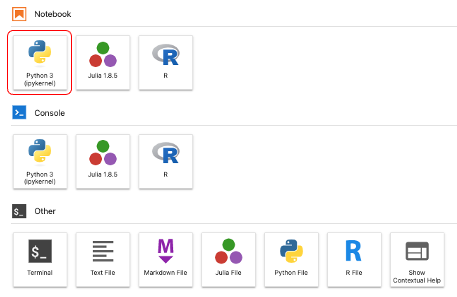 Notebook
Python 3
(ipykernel)
Julia 1.8.5
R
R
Console
Python 3
(ipykernel)
Julia 1.8.5
R
R
Other
$_
$_
Terminal
Text File
M
Markdown File
Julia File
Python File
R
R File
Show
Contextual Help